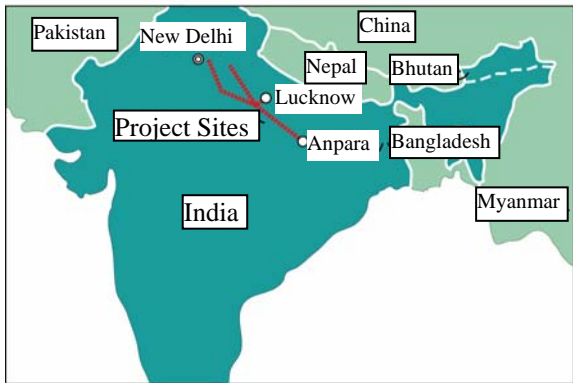 China
Pakistan
New Delhi
Nepal
Bhutan
Lucknow
Project Sites
Anpara
Bangladesh
India
Myanmar